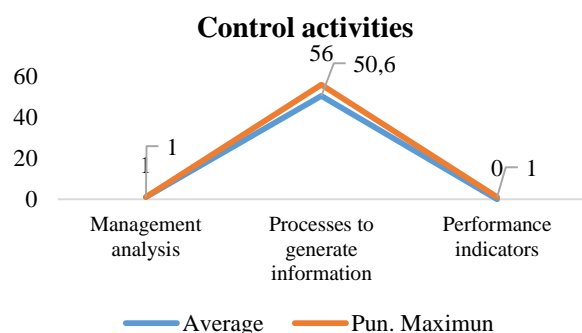 Control activities
56
50,6
60
40
20
0
1
1
0
1
Management
analysis
Processes to
generate
information
Performance
indicators
Average
Pun. Maximun